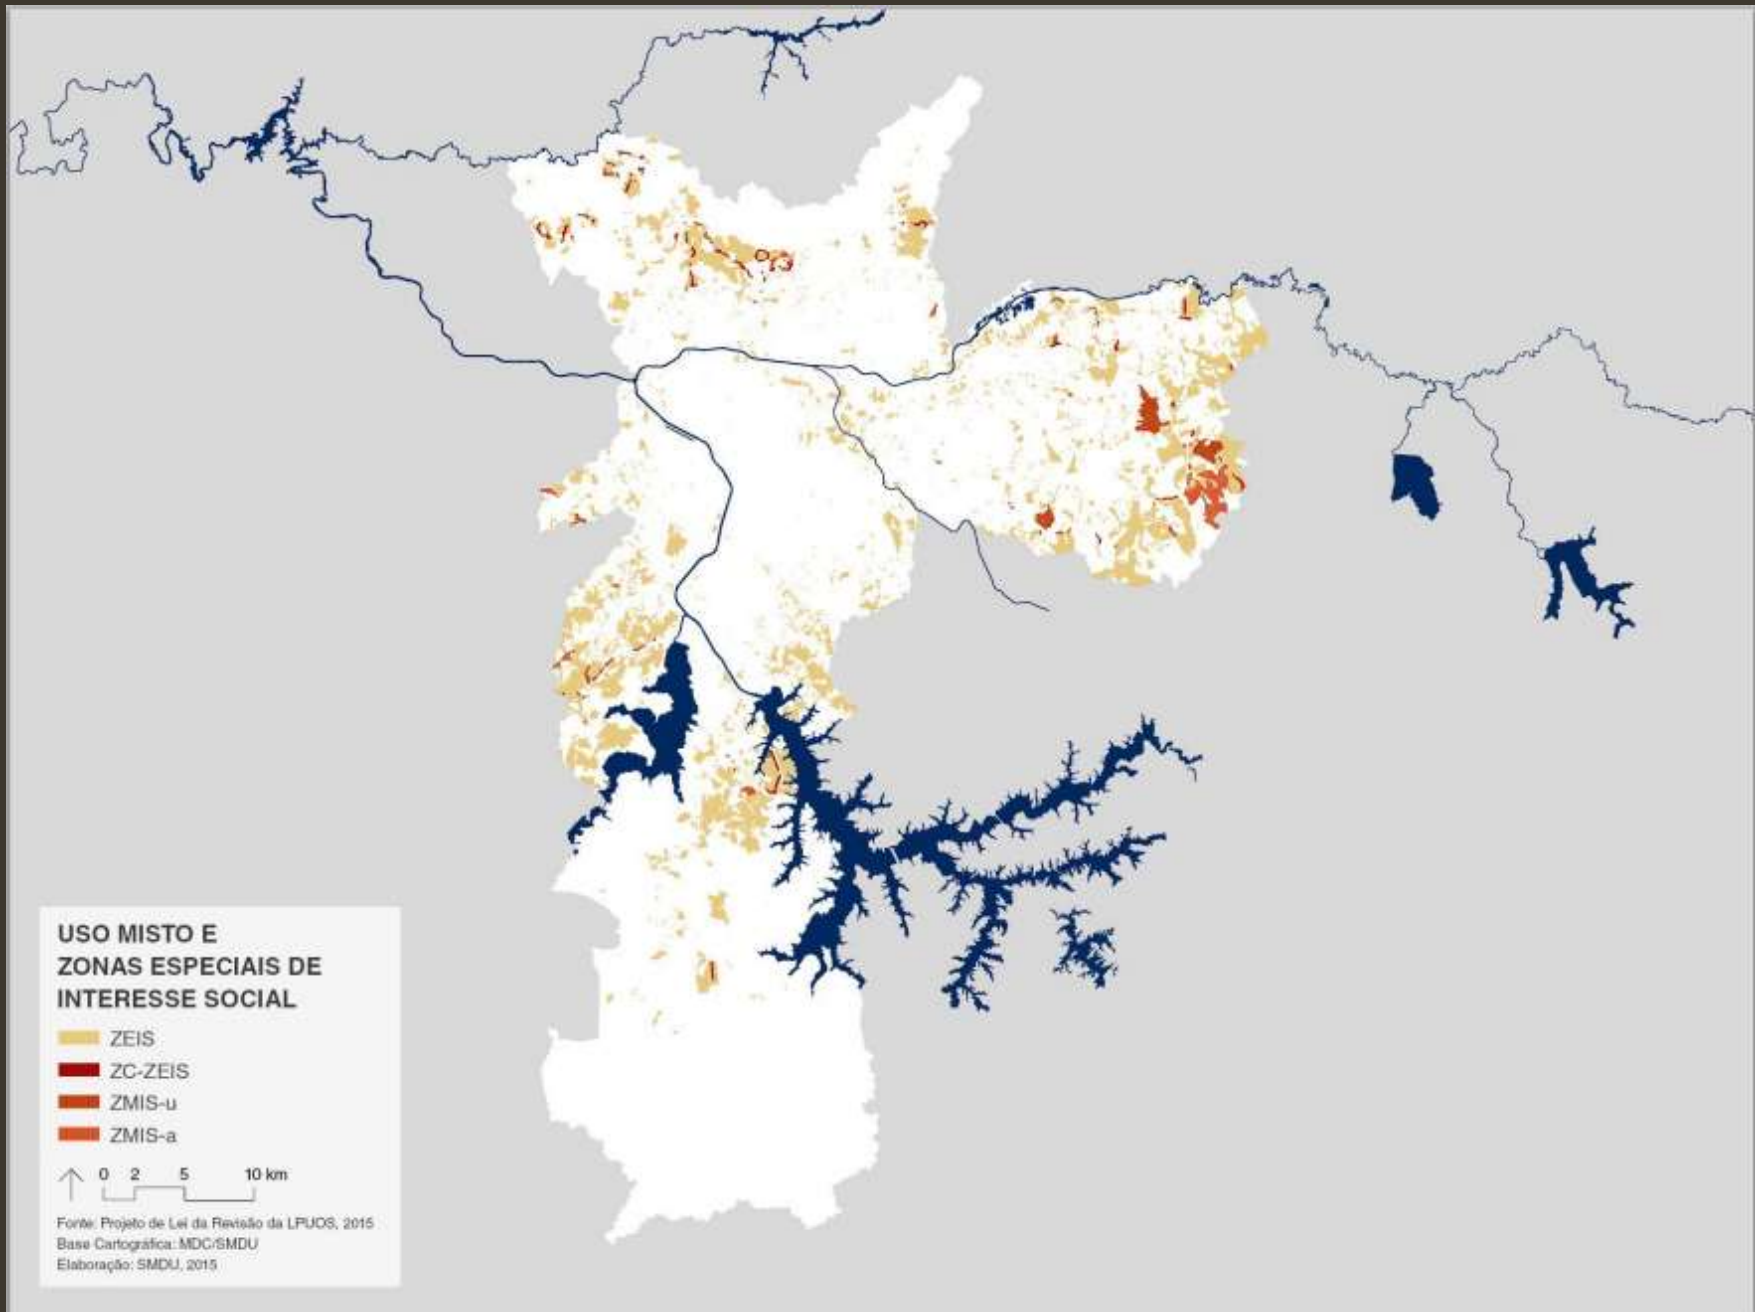 USO MISTO E
ZONAS ESPECIAIS DE
INTERESSE SOCIAL
ZEIS
ZC-ZEIS
ZMIS-u
ZMIS-a
0 2 5 10 km
Fonte: Projeto de Lei da Revisão da LPUOS, 2015
Base Cartográfica: MDC/SMDU
Elaboração: SMDU, 2015